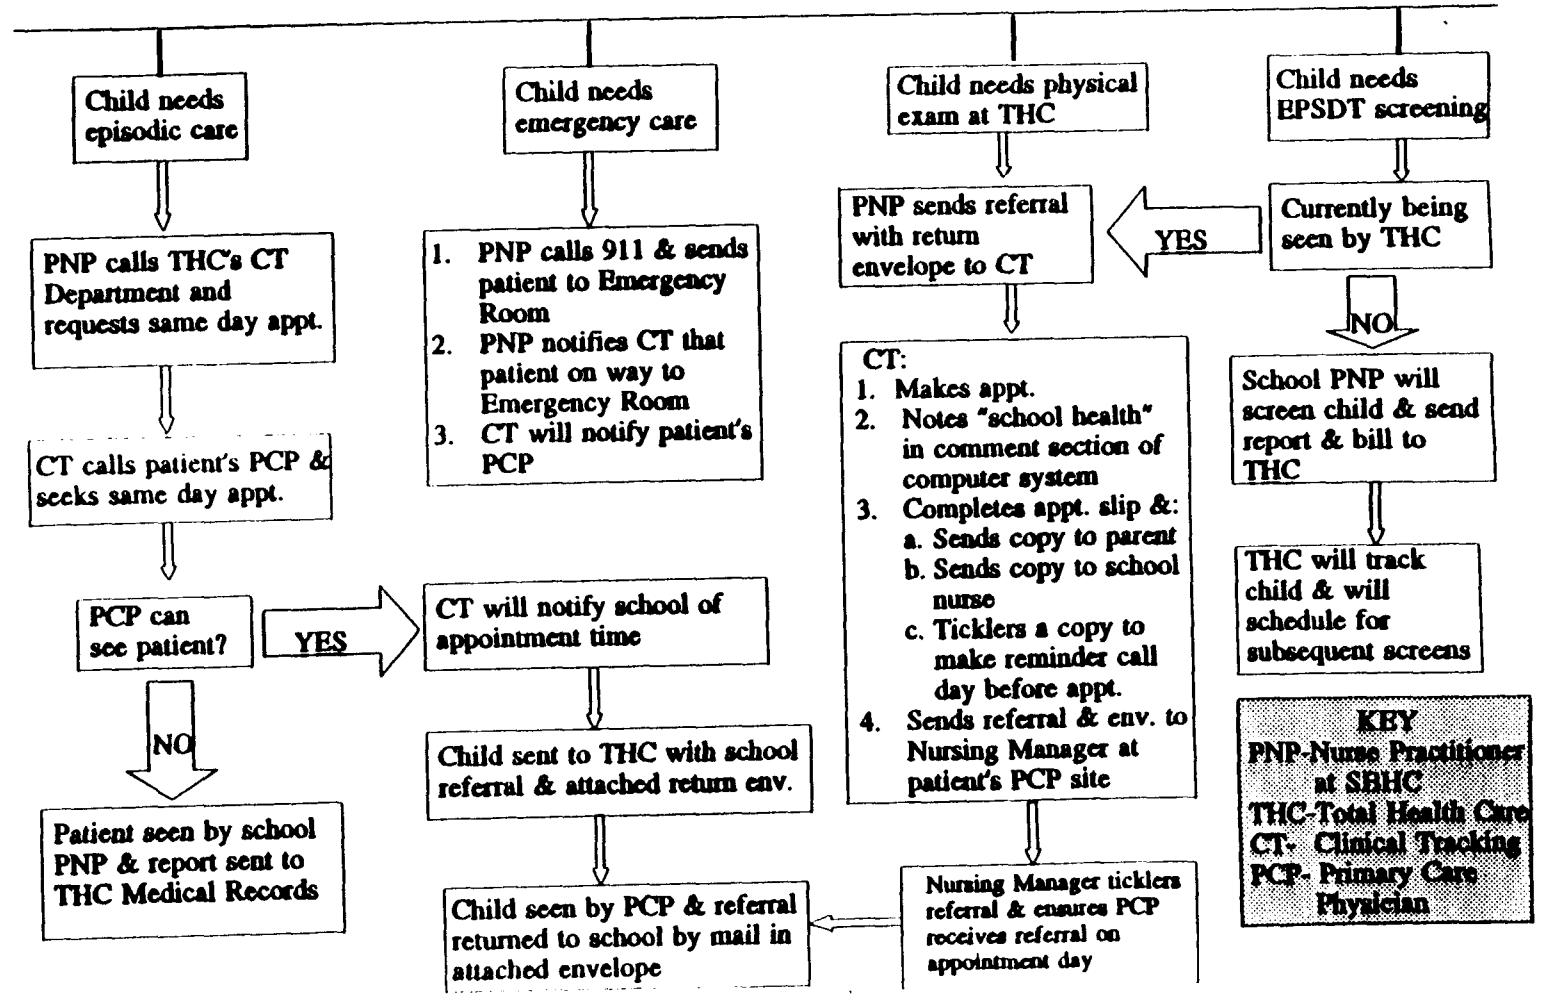 Child needs
episodic care
PNP calls THC's CT
Department and
requests same day appt.
CT calls patient's PCP &
seeks same day appt.
PCP can
see patient?
YES
NO
Patient seen by school
PNP & report sent to
THC Medical Records
Child needs
emergency care
1. PNP calls 911 & sends
patient to Emergency
Room
2. PNP notifies CT that
patient on way to
Emergency Room
3. CT will notify patient's
PCP
CT will notify school of
appointment time
Child sent to THC with school
referral & attached return env.
Child seen by PCP & referral
returned to school by mail in
attached envelope
Child needs physical
exam at THC
PNP sends referral
with return
envelope to CT
CT:
1. Makes appt.
2. Notes "school health"
in comment section of
computer system
3. Completes appt. slip &:
a. Sends copy to parent
b. Sends copy to school
nurse
c. Ticklers a copy to
make reminder call
day before appt.
4. Sends referral & env. to
Nursing Manager at
patient's PCP site
Nursing Manager ticklers
referral & ensures PCP
receives referral on
appointment day
Child needs
EPSDT screening
Currently being
seen by THC
YES
NO
School PNP will
screen child & send
report & bill to
THC
THC will track
child & will
schedule for
subsequent screens
KEY
PNP-Nurse Practitioner
at SBHC
THC-Total Health Care
CT- Clinical Tracking
PCP- Primary Care
Physician